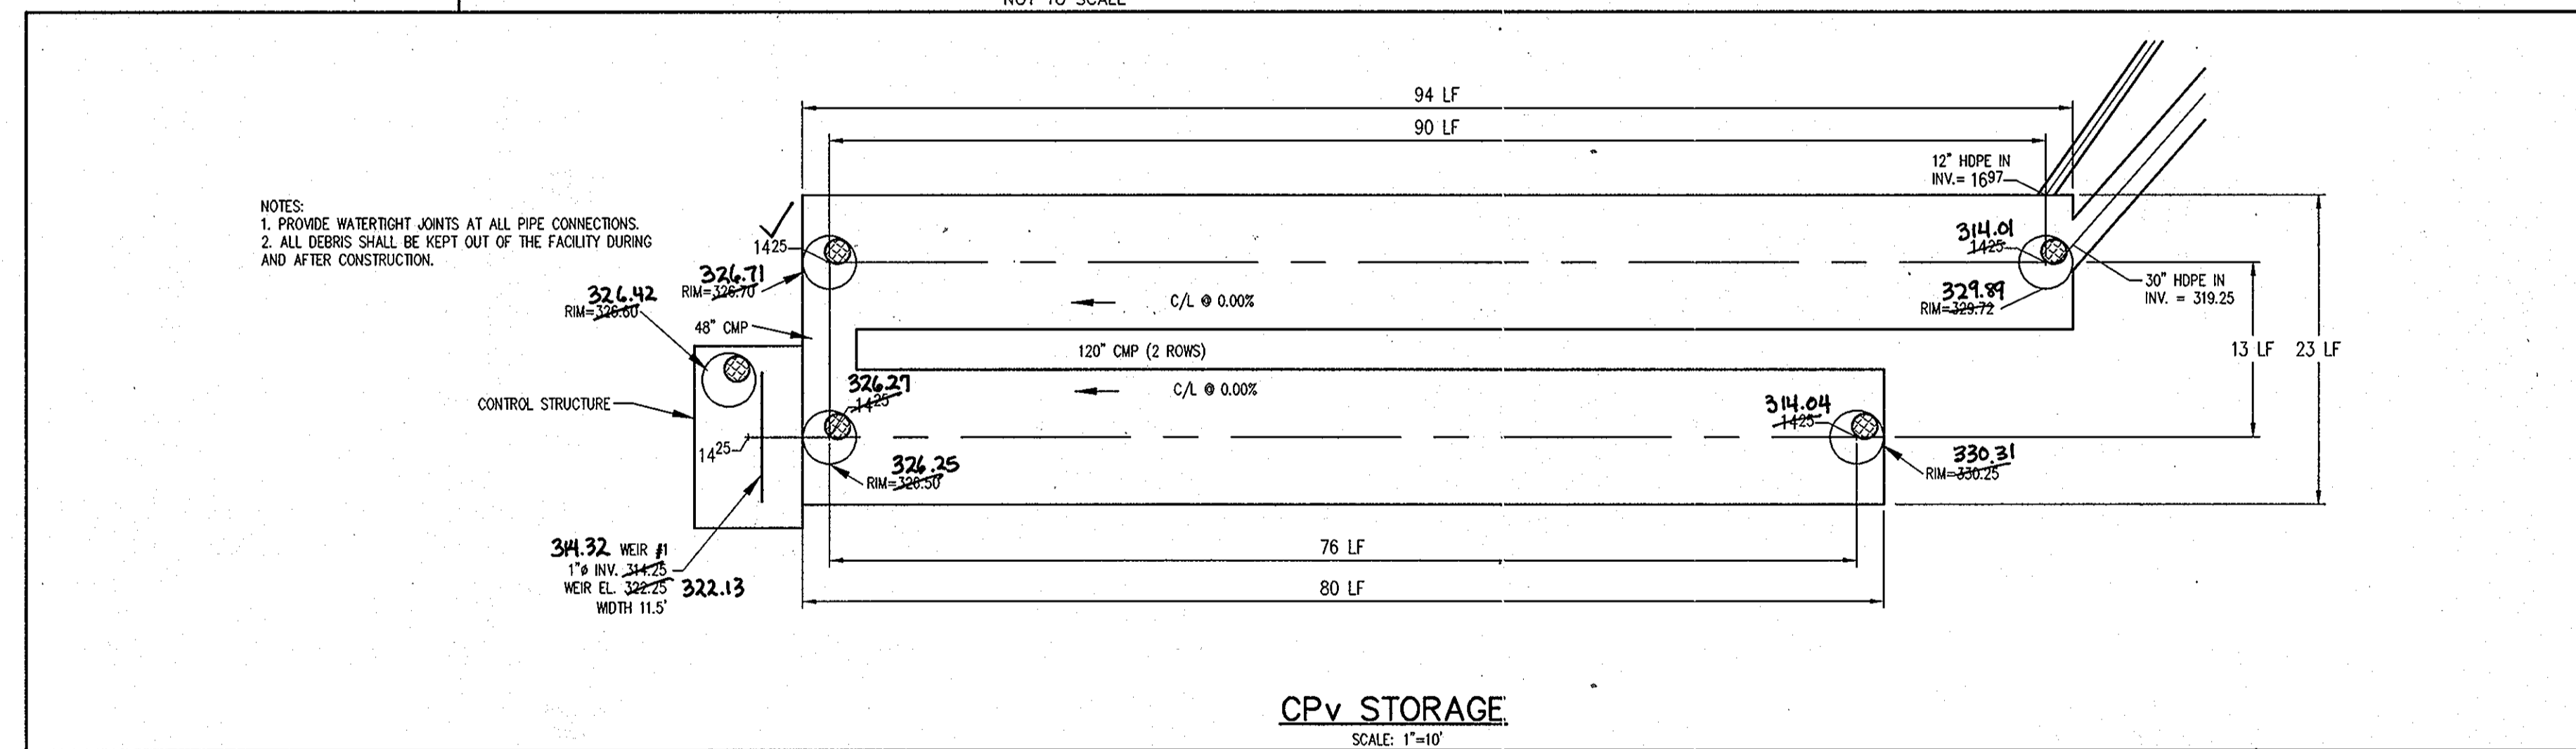 NOT TO SCALE
94 LF
90 LF
12" HDPE IN
INV.= 1697
NOTES:
1. PROVIDE WATERTIGHT JOINTS AT ALL PIPE CONNECTIONS.
2. ALL DEBRIS SHALL BE KEPT OUT OF THE FACILITY DURING
AND AFTER CONSTRUCTION.
1425
326.71
RIM=326.70
326.42
RIM=326.60
48" CMP
314.01
1425
329.89
RIM=329.72
30" HDPE IN
INV. = 319.25
C/L @ 0.00%
120" CMP (2 ROWS)
13 LF
23 LF
C/L @ 0.00%
326.27
1425
CONTROL STRUCTURE
314.04
1425
1425
326.25
RIM=326.50
330.31
RIM=330.25
314.32 WEIR #1
1"ø INV. 314.25
WEIR EL. 322.25 322.13
WIDTH 11.5'
76 LF
80 LF
CPv STORAGE
SCALE: 1"=10'